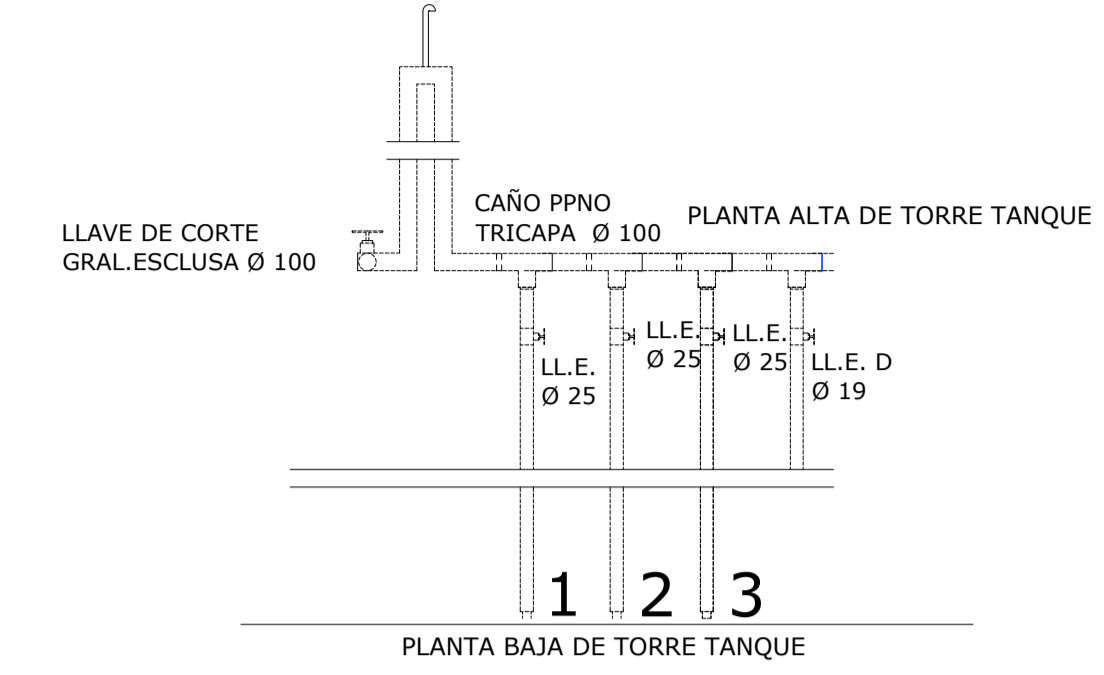 CAÑO PPNO
TRICAPA Ø 100
PLANTA ALTA DE TORRE TANQUE
LLAVE DE CORTE
GRAL.ESCLUSA Ø 100
LL.E.
Ø 25
LL.E.
Ø 25
LL.E.
Ø 25
LL.E. D
Ø 19
1
2
3
PLANTA BAJA DE TORRE TANQUE